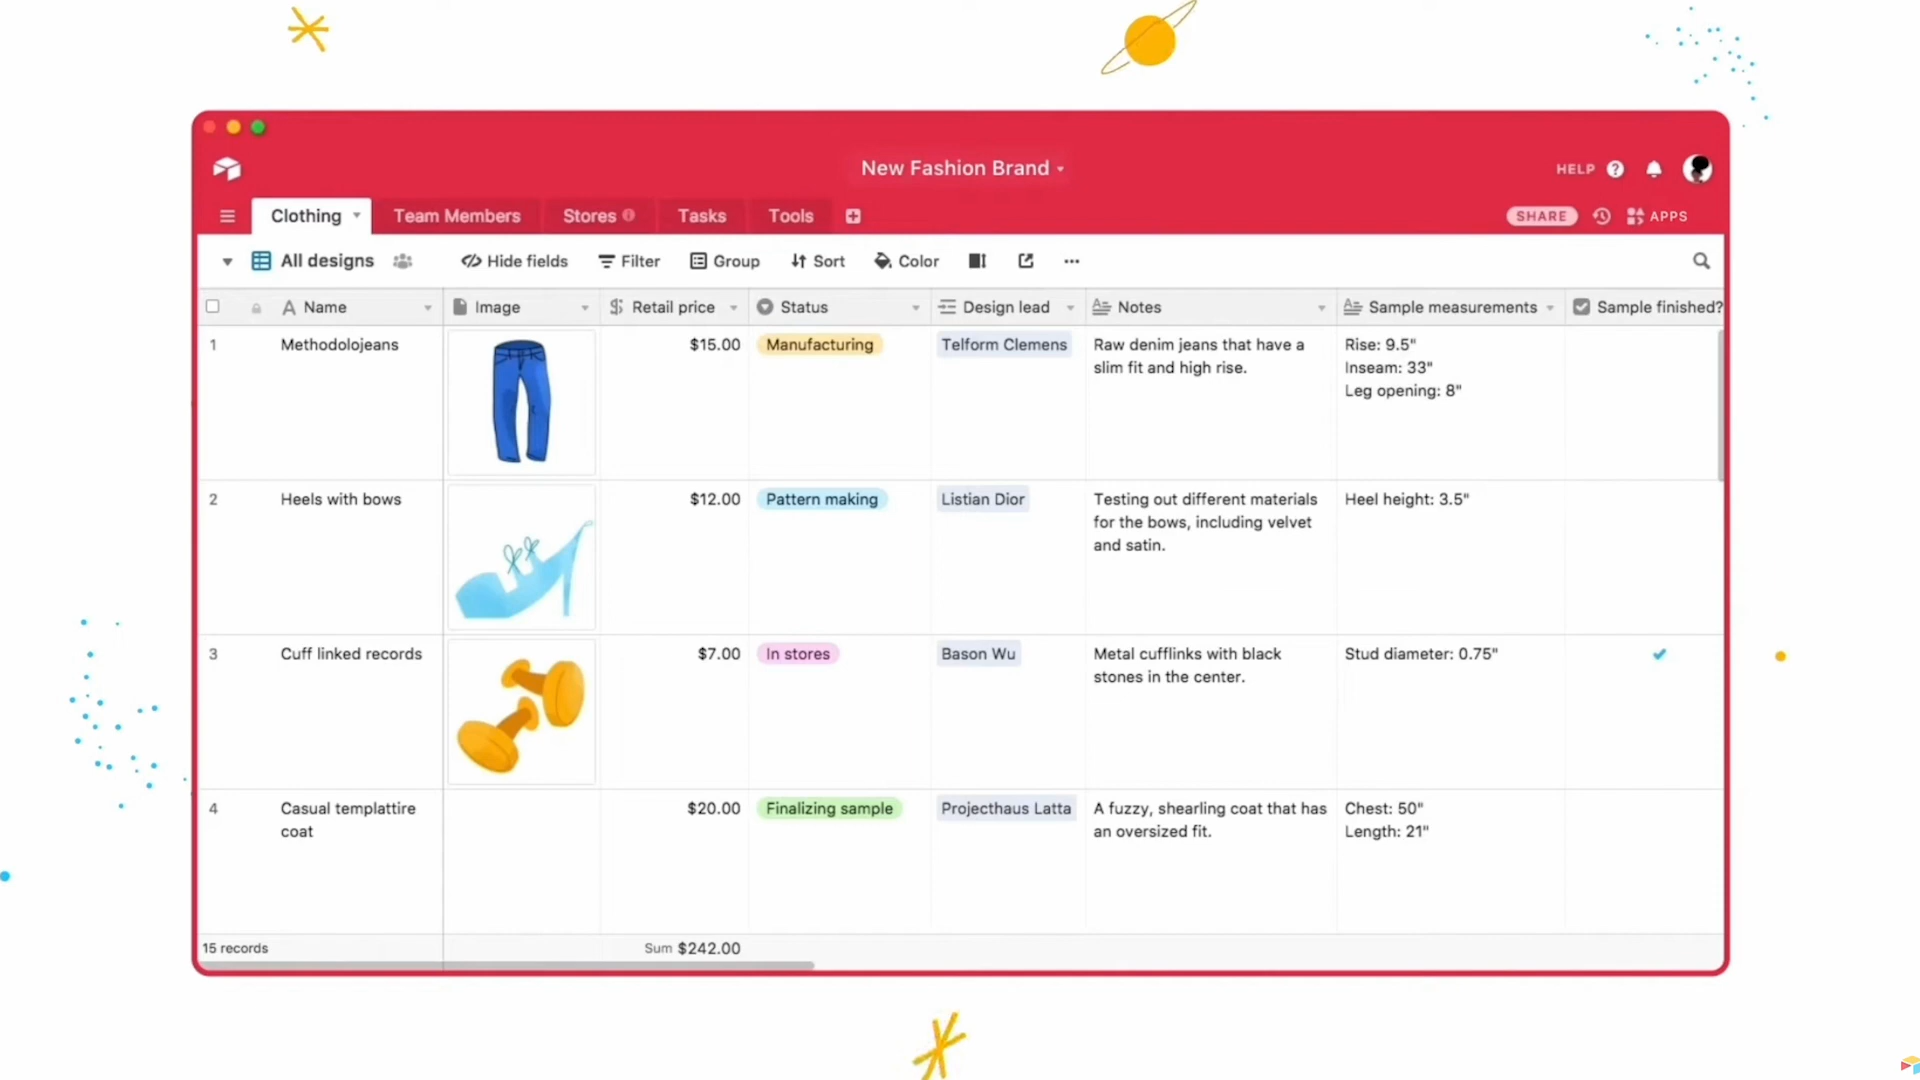 New Fashion Brand
HELP ?
Clothing Team Members Stores Tasks Tools
SHARE APPS
All designs Hide fields Filter Group Sort Color
Name Image Retail price Status Design lead Notes Sample measurements Sample finished?
1 Methodolojeans $15.00 Manufacturing Telform Clemens Raw denim jeans that have a Rise: 9.5"
slim fit and high rise. Inseam: 33"
Leg opening: 8"
2 Heels with bows $12.00 Pattern making Listian Dior Testing out different materials Heel height: 3.5"
for the bows, including velvet
and satin.
3 Cuff linked records $7.00 In stores Bason Wu Metal cufflinks with black Stud diameter: 0.75"
stones in the center.
4 Casual templattire $20.00 Finalizing sample Projecthaus Latta A fuzzy, shearling coat that has Chest: 50"
coat an oversized fit. Length: 21"
15 records Sum $242.00